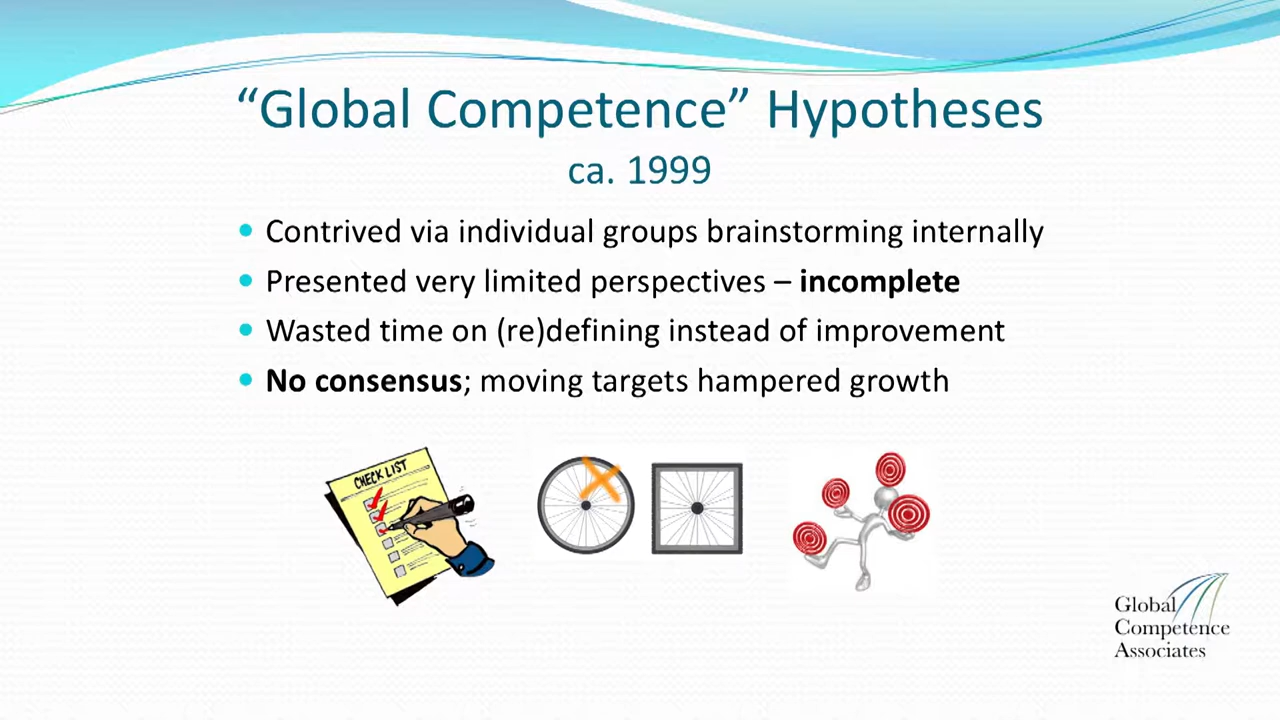 “Global Competence” Hypotheses
ca. 1999
Contrived via individual groups brainstorming internally
Presented very limited perspectives – incomplete
Wasted time on (re)defining instead of improvement
No consensus; moving targets hampered growth
CHECK LIST
Global
Competence
Associates